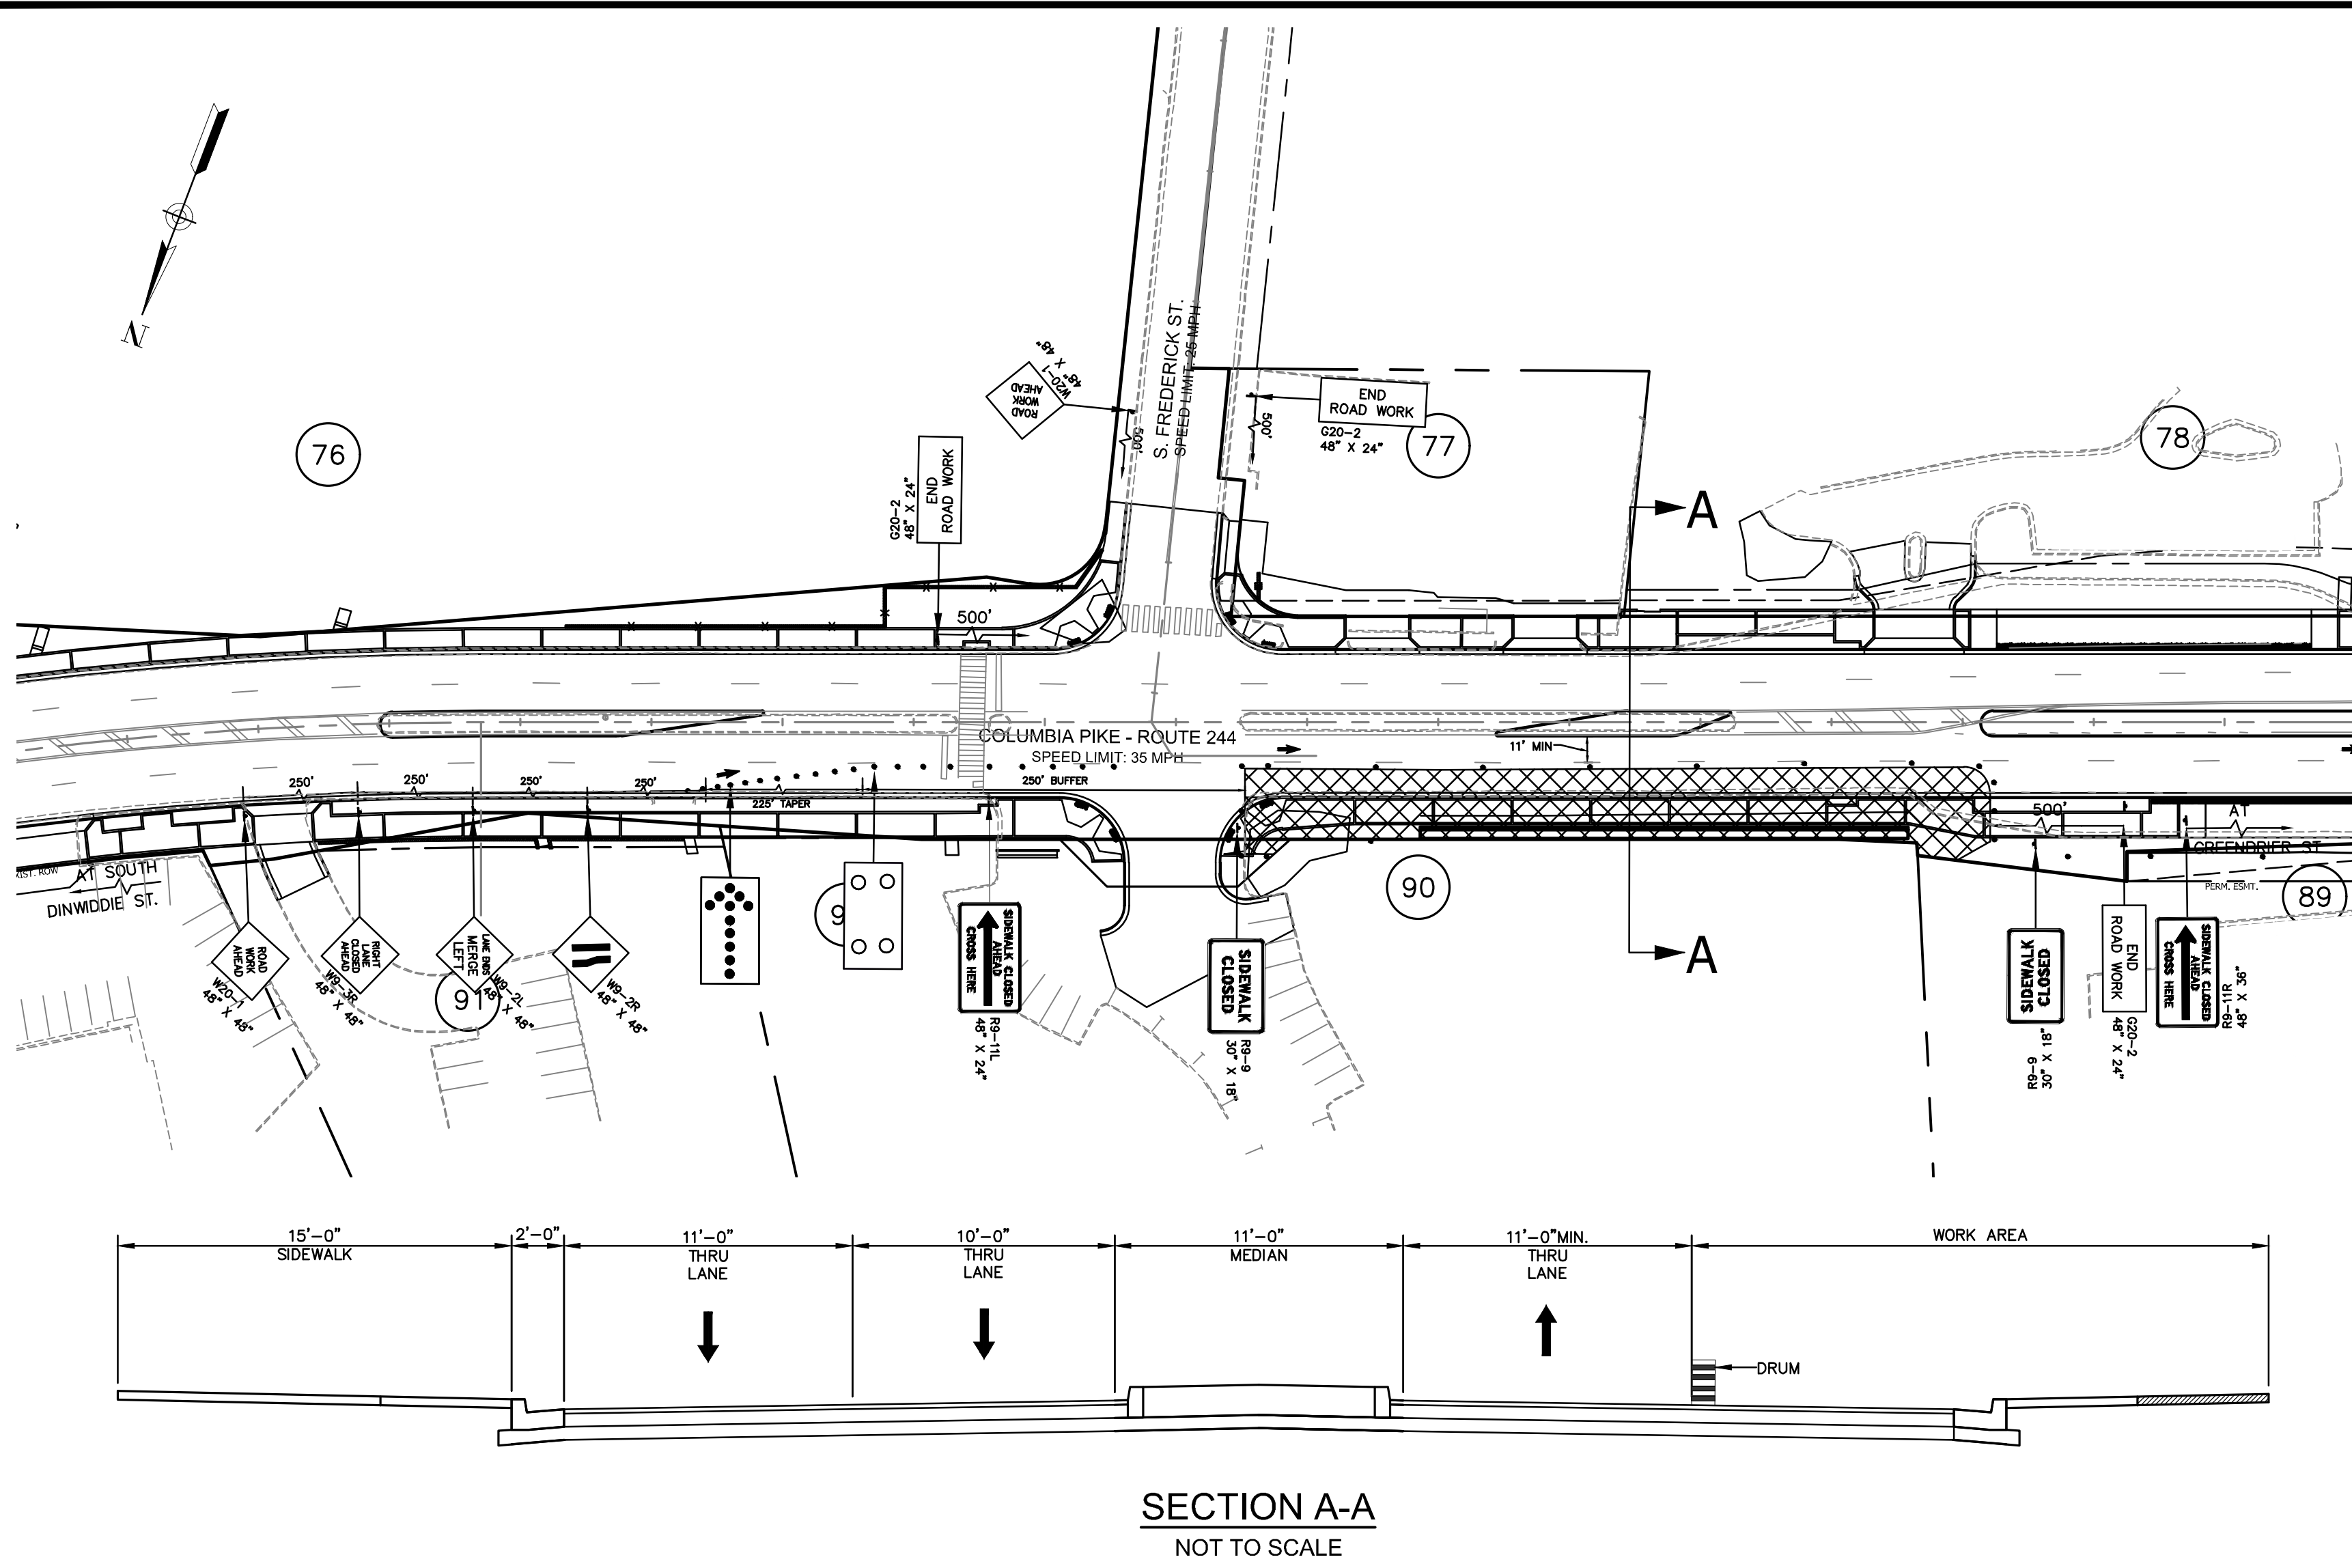 N
76
S. FREDERICK ST.
SPEED LIMIT: 25 MPH
ROAD
WORK
AHEAD
W20-1
48" X 48"
500'
500'
END
ROAD WORK
G20-2
48" X 24"
77
78
END
ROAD WORK
G20-2
48" X 24"
500'
A
COLUMBIA PIKE - ROUTE 244
SPEED LIMIT: 35 MPH
11' MIN
250'
250'
250'
250'
225' TAPER
250' BUFFER
500'
AT
GREENDRIER ST
PERM. ESMT.
89
IST. ROW
AT SOUTH
DINWIDDIE ST.
ROAD
WORK
AHEAD
W20-1
48" X 48"
RIGHT
LANE
CLOSED
AHEAD
W9-3R
48" X 48"
LANE ENDS
MERGE
LEFT
W9-2L
48" X 48"
91
W9-2R
48" X 48"
9
SIDEWALK CLOSED
AHEAD
CROSS HERE
R9-11L
48" X 24"
SIDEWALK
CLOSED
R9-9
30" X 18"
90
A
SIDEWALK
CLOSED
R9-9
30" X 18"
END
ROAD WORK
G20-2
48" X 24"
SIDEWALK CLOSED
AHEAD
CROSS HERE
R9-11R
48" X 36"
15'-0"
SIDEWALK
2'-0"
11'-0"
THRU
LANE
10'-0"
THRU
LANE
11'-0"
MEDIAN
11'-0"MIN.
THRU
LANE
WORK AREA
DRUM
SECTION A-A
NOT TO SCALE